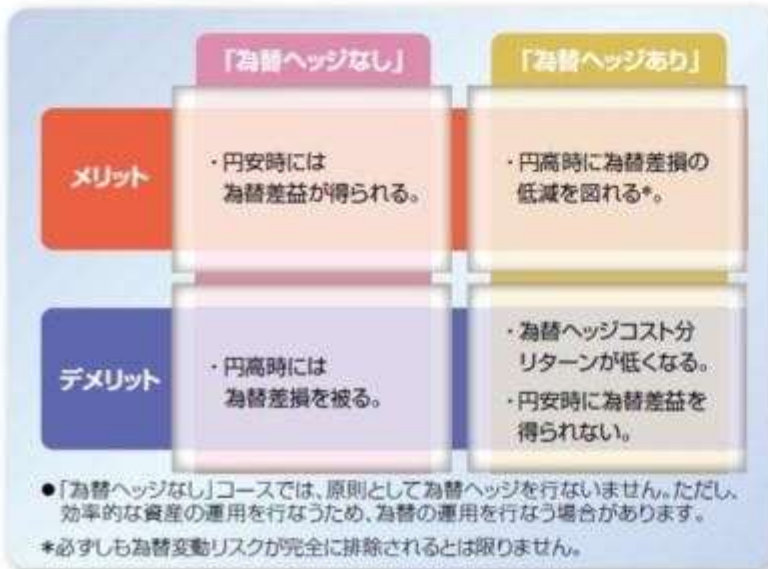 「為替ヘッジなし」
「為替ヘッジあり」
メリット
・円安時には
為替差益が得られる。
・円高時に為替差損の
低減を図れる*。
デメリット
・円高時には
為替差損を被る。
・為替ヘッジコスト分
リターンが低くなる。
・円安時に為替差益を
得られない。
●「為替ヘッジなし」コースでは、原則として為替ヘッジを行ないません。ただし、
効率的な資産の運用を行なうため、為替の運用を行なう場合があります。
*必ずしも為替変動リスクが完全に排除されるとは限りません。